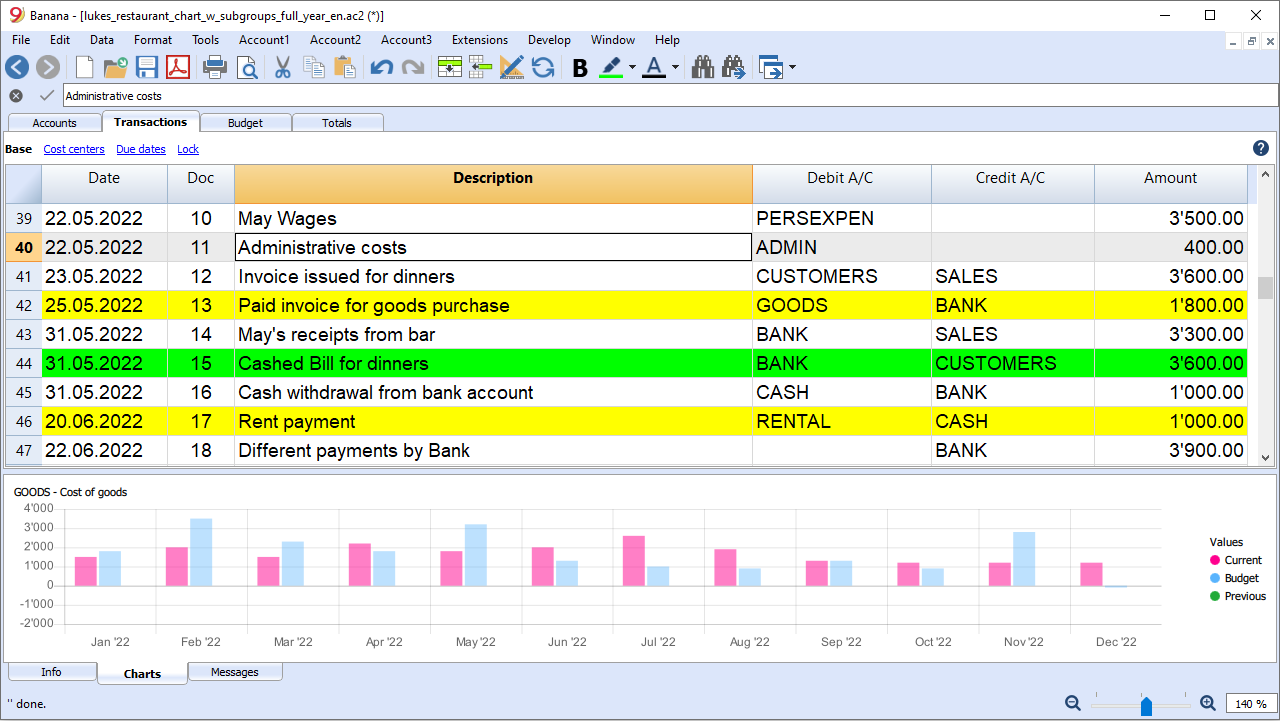 Banana - [lukes_restaurant_chart_w_subgroups_full_year_en.ac2 (*)]
File Edit Data Format Tools Account1 Account2 Account3 Extensions Develop Window Help
B A
Administrative costs
Accounts Transactions Budget Totals
Base Cost centers Due dates Lock ?
Date Doc Description Debit A/C Credit A/C Amount
39 22.05.2022 10 May Wages PERSEXPEN 3'500.00
40 22.05.2022 11 Administrative costs ADMIN 400.00
41 23.05.2022 12 Invoice issued for dinners CUSTOMERS SALES 3'600.00
42 25.05.2022 13 Paid invoice for goods purchase GOODS BANK 1'800.00
43 31.05.2022 14 May's receipts from bar BANK SALES 3'300.00
44 31.05.2022 15 Cashed Bill for dinners BANK CUSTOMERS 3'600.00
45 31.05.2022 16 Cash withdrawal from bank account CASH BANK 1'000.00
46 20.06.2022 17 Rent payment RENTAL CASH 1'000.00
47 22.06.2022 18 Different payments by Bank BANK 3'900.00
GOODS - Cost of goods
4'000
3'000
2'000
1'000
0
-1'000
-2'000
Jan '22 Feb '22 Mar '22 Apr '22 May'22 Jun '22 Jul '22 Aug '22 Sep '22 Oct '22 Nov '22 Dec '22
Values
Current
Budget
Previous
Info Charts Messages
'' done.
140 %